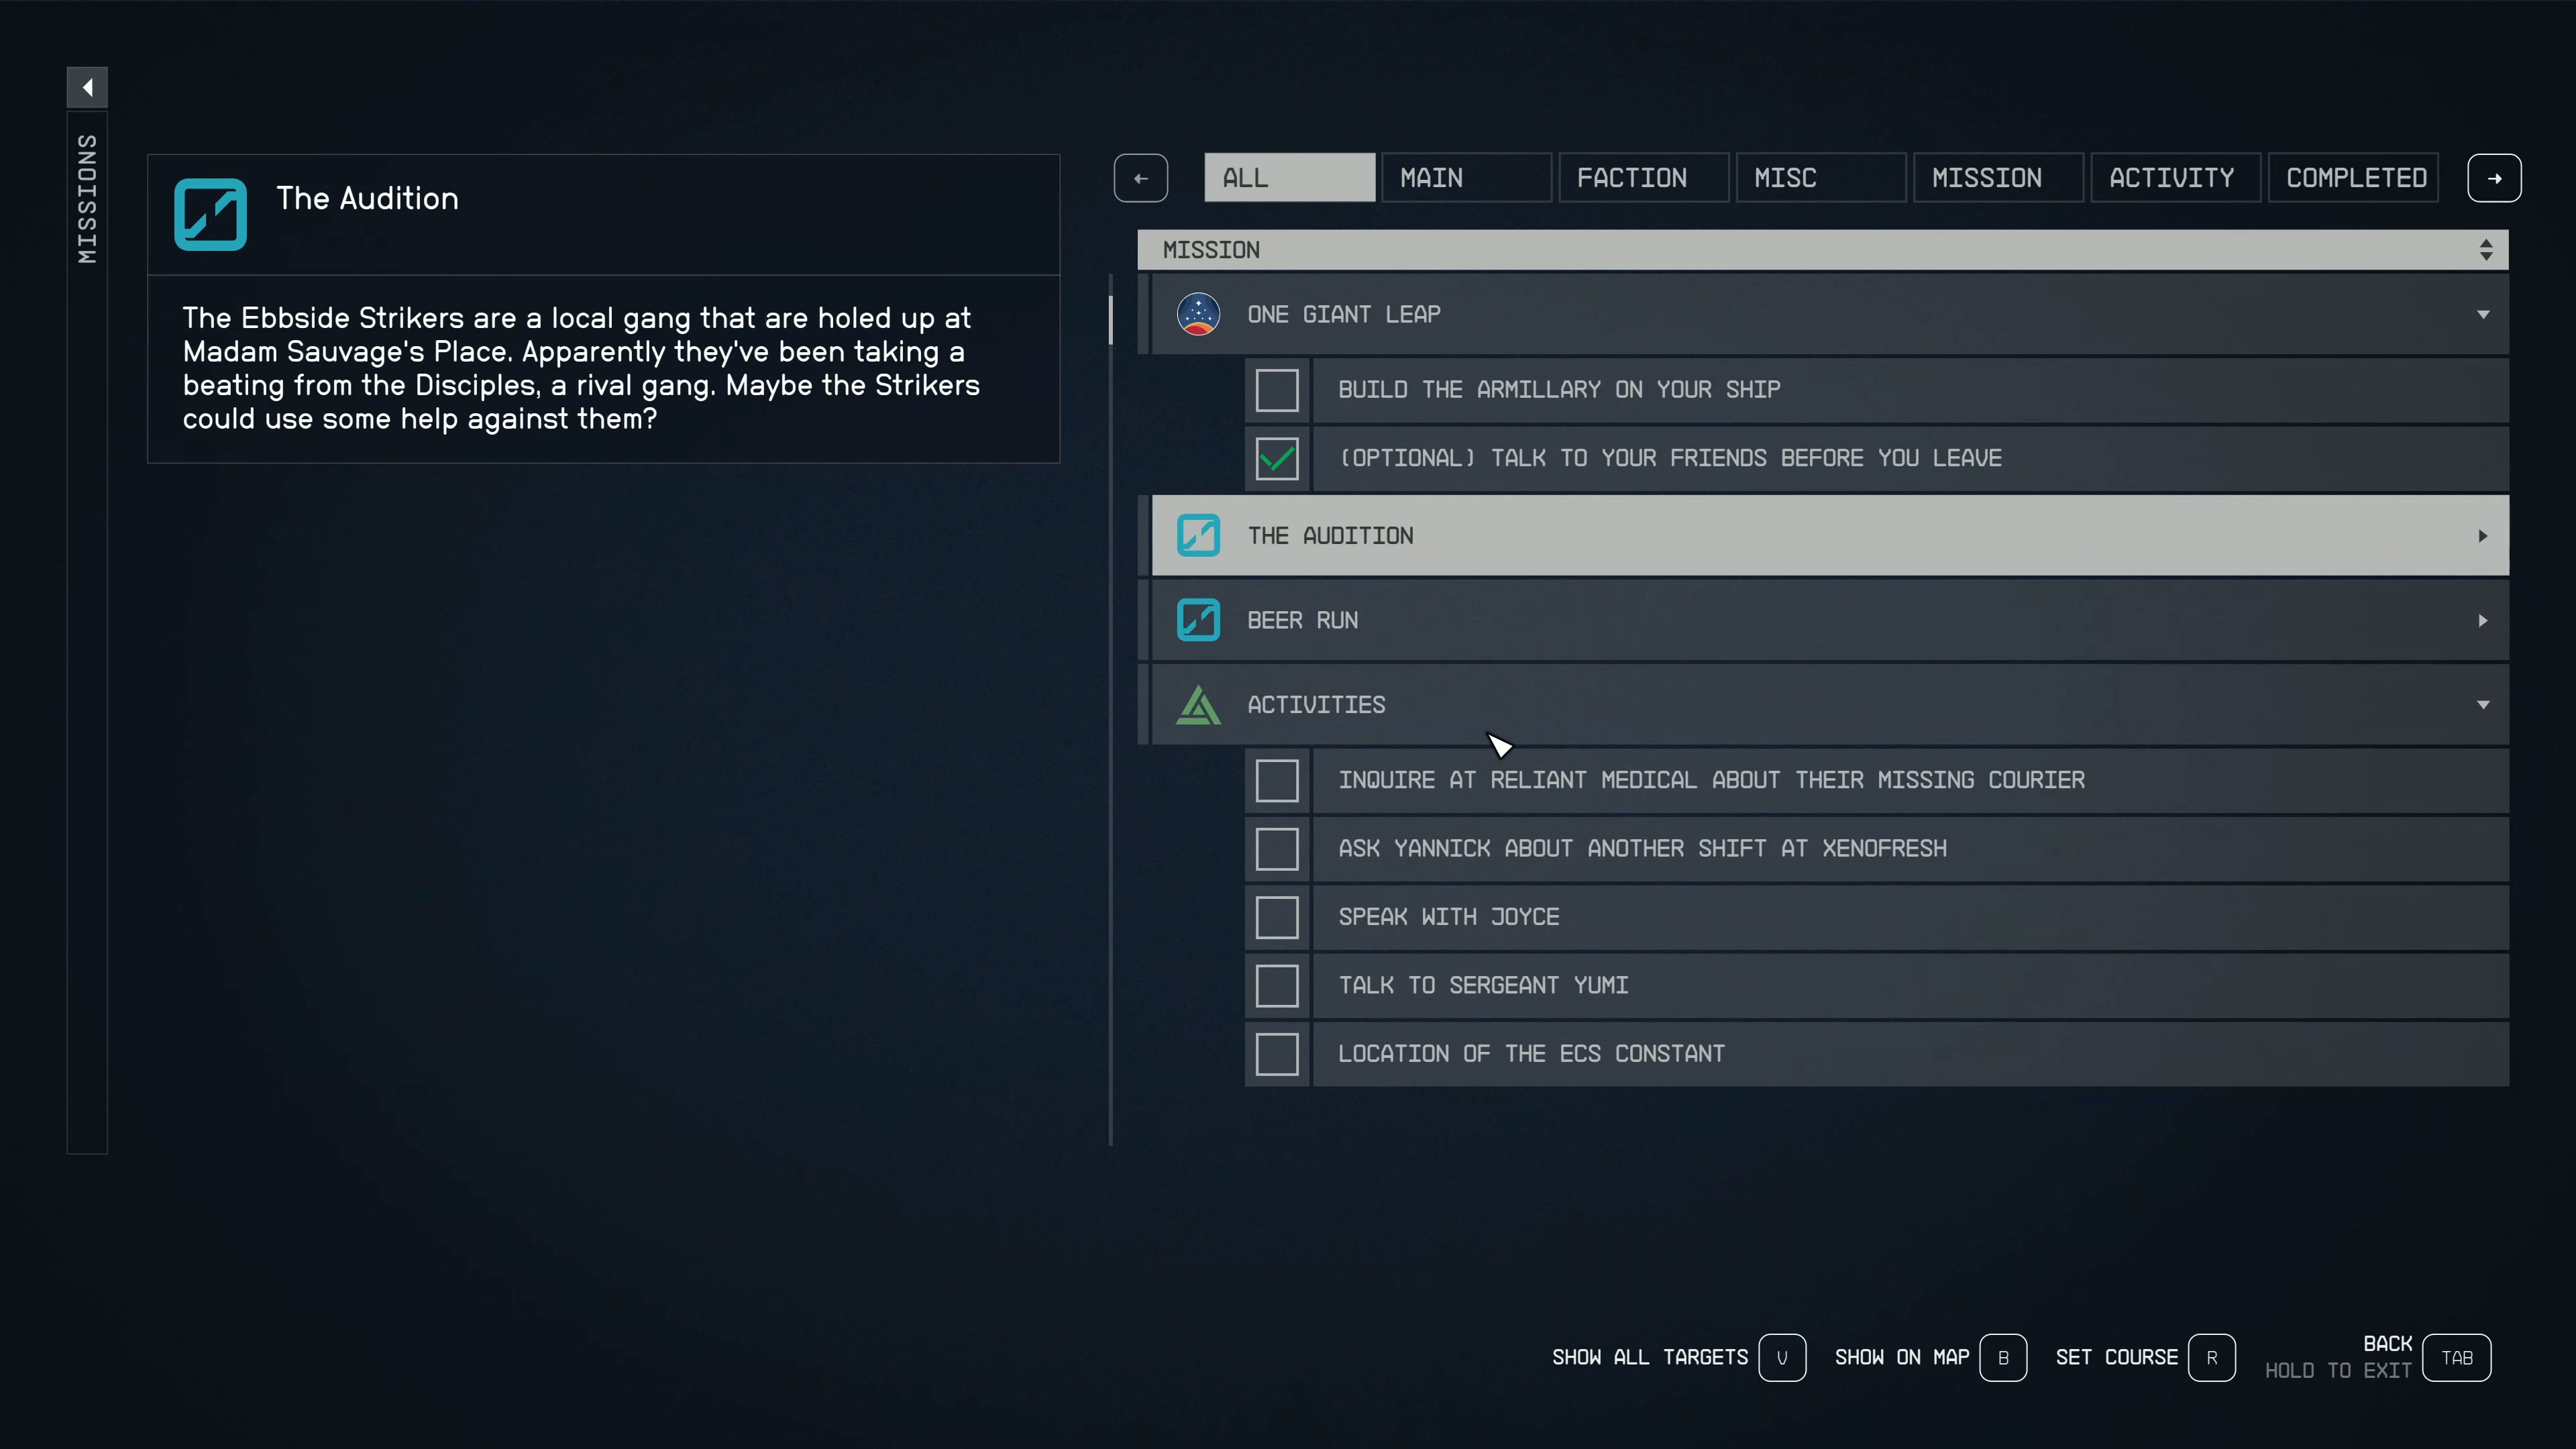 MISSIONS
The Audition
The Ebbside Strikers are a local gang that are holed up at
Madam Sauvage's Place. Apparently they've been taking a
beating from the Disciples, a rival gang. Maybe the Strikers
could use some help against them?
ALL MAIN FACTION MISC MISSION ACTIVITY COMPLETED
MISSION
ONE GIANT LEAP
BUILD THE ARMILLARY ON YOUR SHIP
(OPTIONAL) TALK TO YOUR FRIENDS BEFORE YOU LEAVE
THE AUDITION
BEER RUN
ACTIVITIES
INQUIRE AT RELIANT MEDICAL ABOUT THEIR MISSING COURIER
ASK YANNICK ABOUT ANOTHER SHIFT AT XENOFRESH
SPEAK WITH JOYCE
TALK TO SERGEANT YUMI
LOCATION OF THE ECS CONSTANT
SHOW ALL TARGETS V SHOW ON MAP B SET COURSE R BACK TAB
HOLD TO EXIT